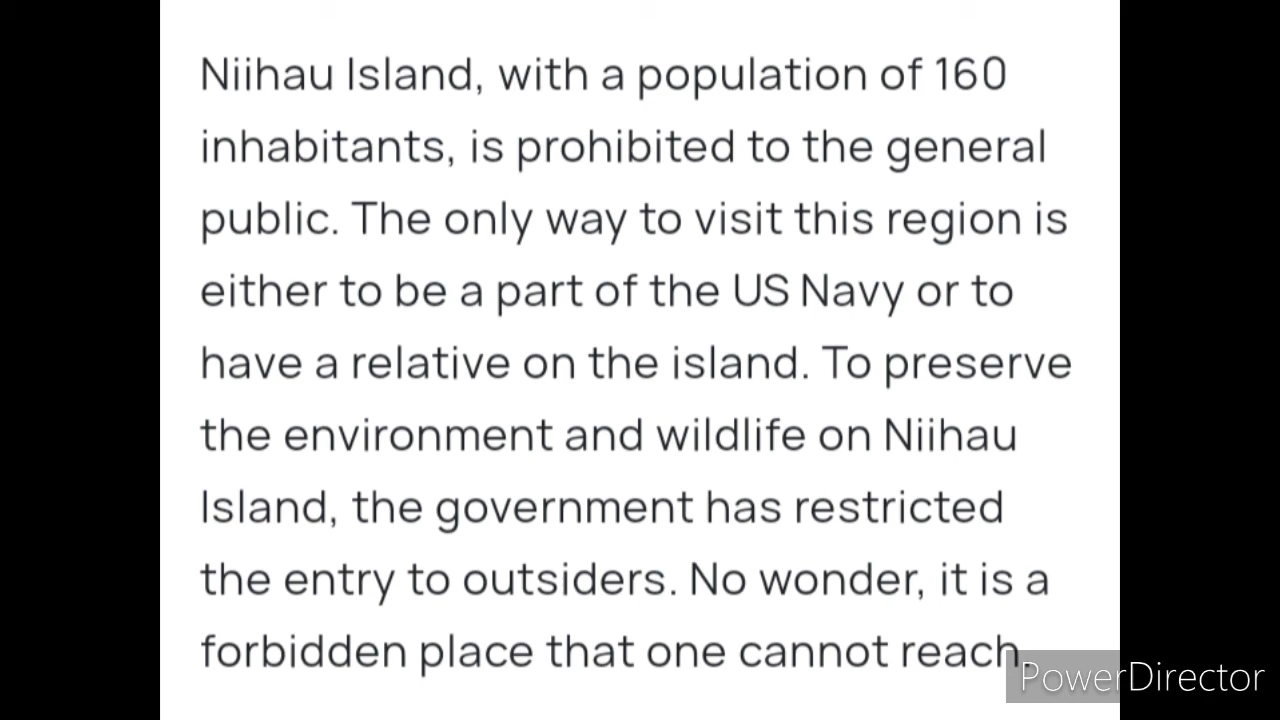 Niihau Island, with a population of 160
inhabitants, is prohibited to the general
public. The only way to visit this region is
either to be a part of the US Navy or to
have a relative on the island. To preserve
the environment and wildlife on Niihau
Island, the government has restricted
the entry to outsiders. No wonder, it is a
forbidden place that one cannot reach.
PowerDirector